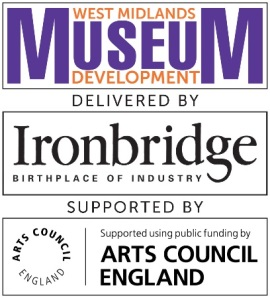 WEST MIDLANDS
MUSEUM
DEVELOPMENT
DELIVERED BY
Ironbridge
BIRTHPLACE OF INDUSTRY
SUPPORTED BY
ARTS COUNCIL
ENGLAND
Supported using public funding by
ARTS COUNCIL
ENGLAND